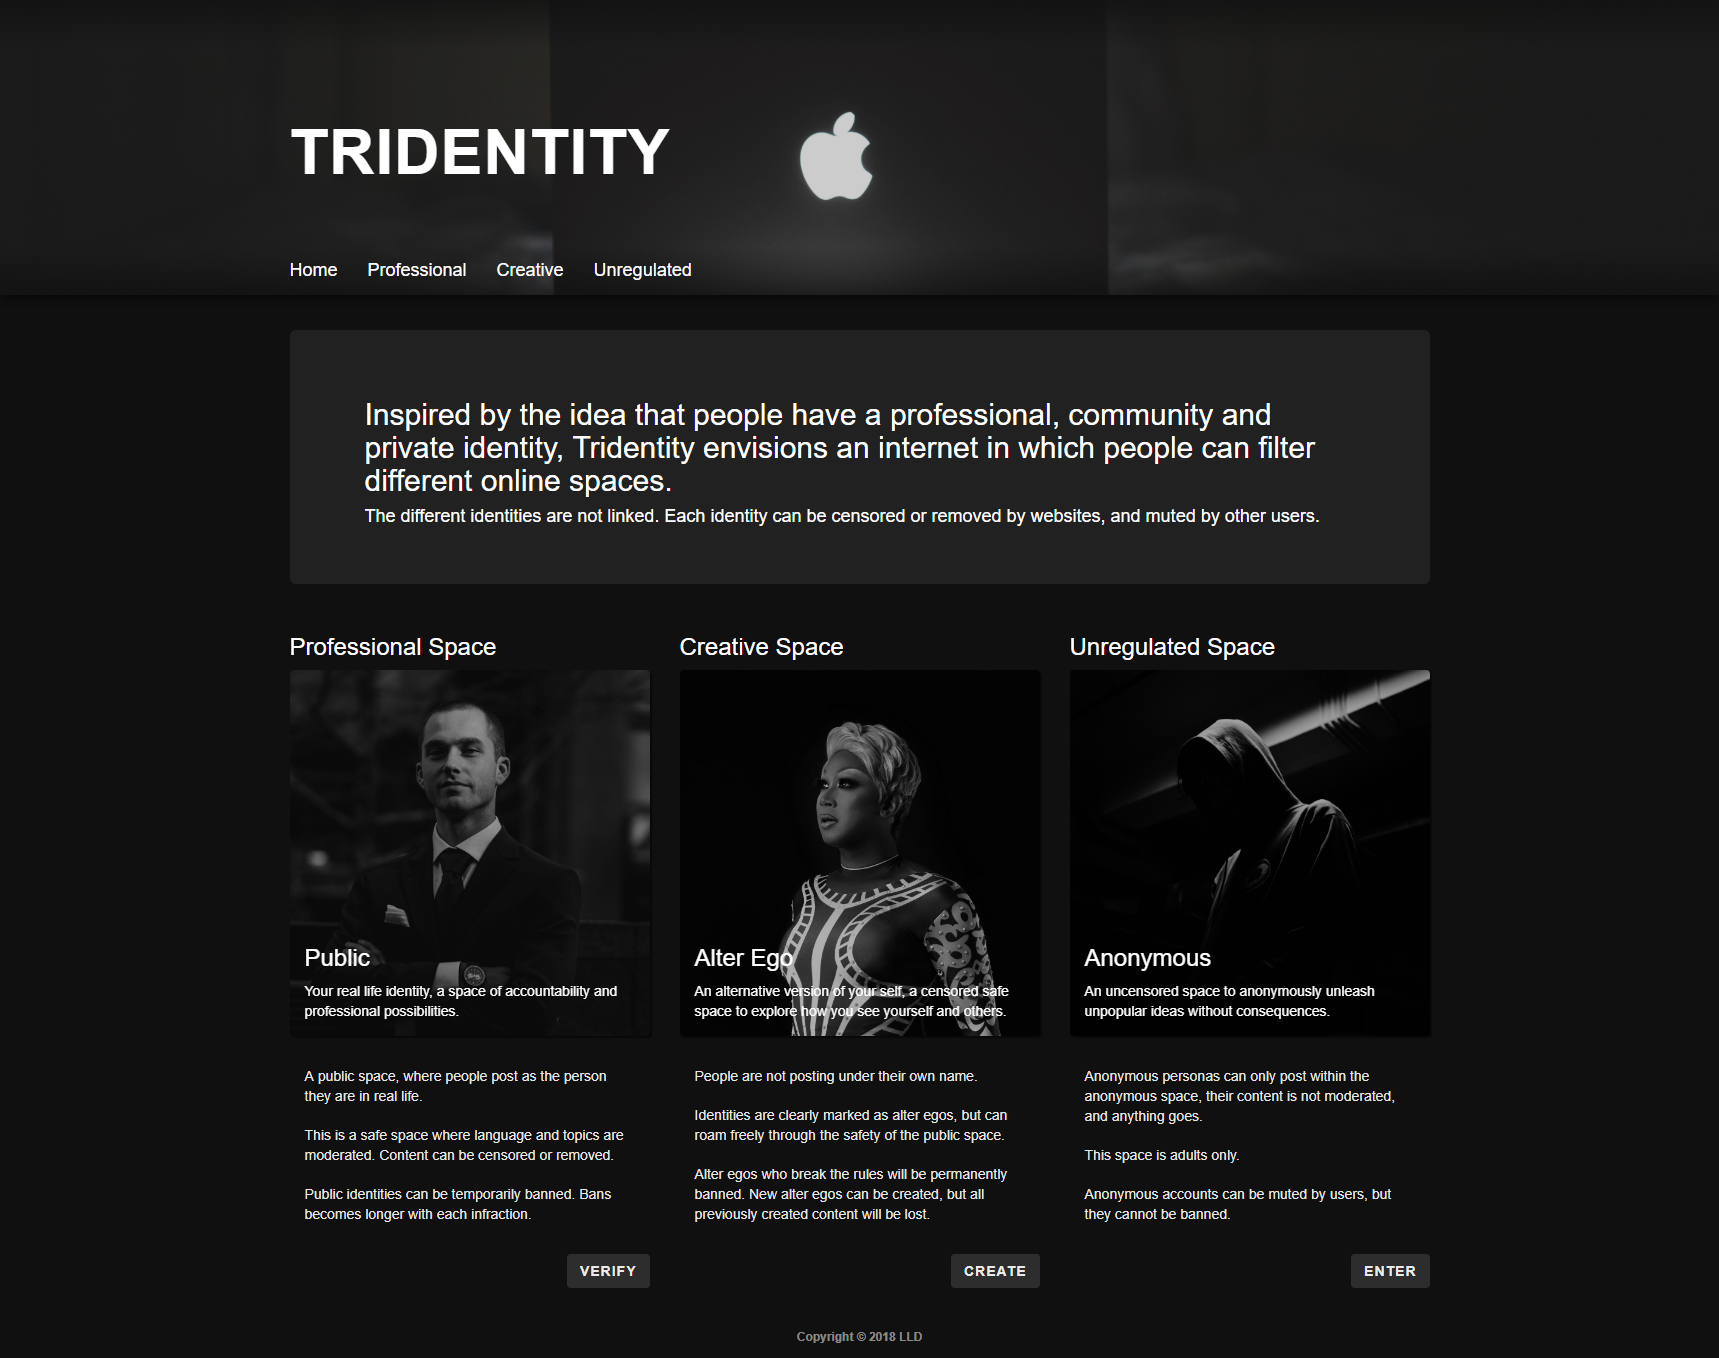 TRIDENTITY
Home Professional Creative Unregulated
Inspired by the idea that people have a professional, community and
private identity, Tridentity envisions an internet in which people can filter
different online spaces.
The different identities are not linked. Each identity can be censored or removed by websites, and muted by other users.
Professional Space
Public
Your real life identity, a space of accountability and
professional possibilities.
A public space, where people post as the person
they are in real life.
This is a safe space where language and topics are
moderated. Content can be censored or removed.
Public identities can be temporarily banned. Bans
becomes longer with each infraction.
VERIFY
Creative Space
Alter Ego
An alternative version of your self, a censored safe
space to explore how you see yourself and others.
People are not posting under their own name.
Identities are clearly marked as alter egos, but can
roam freely through the safety of the public space.
Alter egos who break the rules will be permanently
banned. New alter egos can be created, but all
previously created content will be lost.
CREATE
Unregulated Space
Anonymous
An uncensored space to anonymously unleash
unpopular ideas without consequences.
Anonymous personas can only post within the
anonymous space, their content is not moderated,
and anything goes.
This space is adults only.
Anonymous accounts can be muted by users, but
they cannot be banned.
ENTER
Copyright © 2018 LLD